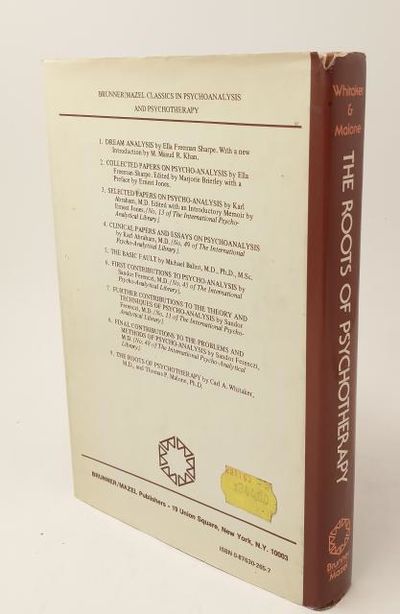 BRUNNER/MAZEL CLASSICS IN PSYCHOANALYSIS
AND PSYCHOTHERAPY
1. DREAM ANALYSIS by Ella Freeman Sharpe. With a new
Introduction by M. Masud R. Khan.
2. COLLECTED PAPERS ON PSYCHO-ANALYSIS by Ella
Freeman Sharpe. Edited by Marjorie Brierley with a
Preface by Ernest Jones.
3. SELECTED PAPERS ON PSYCHO-ANALYSIS by Karl
Abraham, M.D. Edited with an Introductory Memoir by
Ernest Jones. [No. 13 of The International Psycho-
Analytical Library].
4. CLINICAL PAPERS AND ESSAYS ON PSYCHOANALYSIS
by Karl Abraham, M.D. [No. 49 of The International
Psycho-Analytical Library].
5. THE BASIC FAULT by Michael Balint, M.D., Ph.D., M.Sc.
6. FIRST CONTRIBUTIONS TO PSYCHO-ANALYSIS by
Sandor Ferenczi, M.D. [No. 45 of The International
Psycho-Analytical Library].
7. FURTHER CONTRIBUTIONS TO THE THEORY AND
TECHNIQUES OF PSYCHO-ANALYSIS by Sandor
Ferenczi, M.D. [No. 11 of The International Psycho-
Analytical Library].
8. FINAL CONTRIBUTIONS TO THE PROBLEMS AND
METHODS OF PSYCHO-ANALYSIS by Sandor Ferenczi,
M.D. [No. 48 of The International Psycho-Analytical
Library].
9. THE ROOTS OF PSYCHOTHERAPY by Carl A. Whitaker,
M.D., and Thomas P. Malone, Ph.D.
BRUNNER/MAZEL Publishers • 19 Union Square, New York, N.Y. 10003
ISBN 0-87630-265-7
Whitaker
&
Malone
THE ROOTS OF PSYCHOTHERAPY
Brunner
Mazel